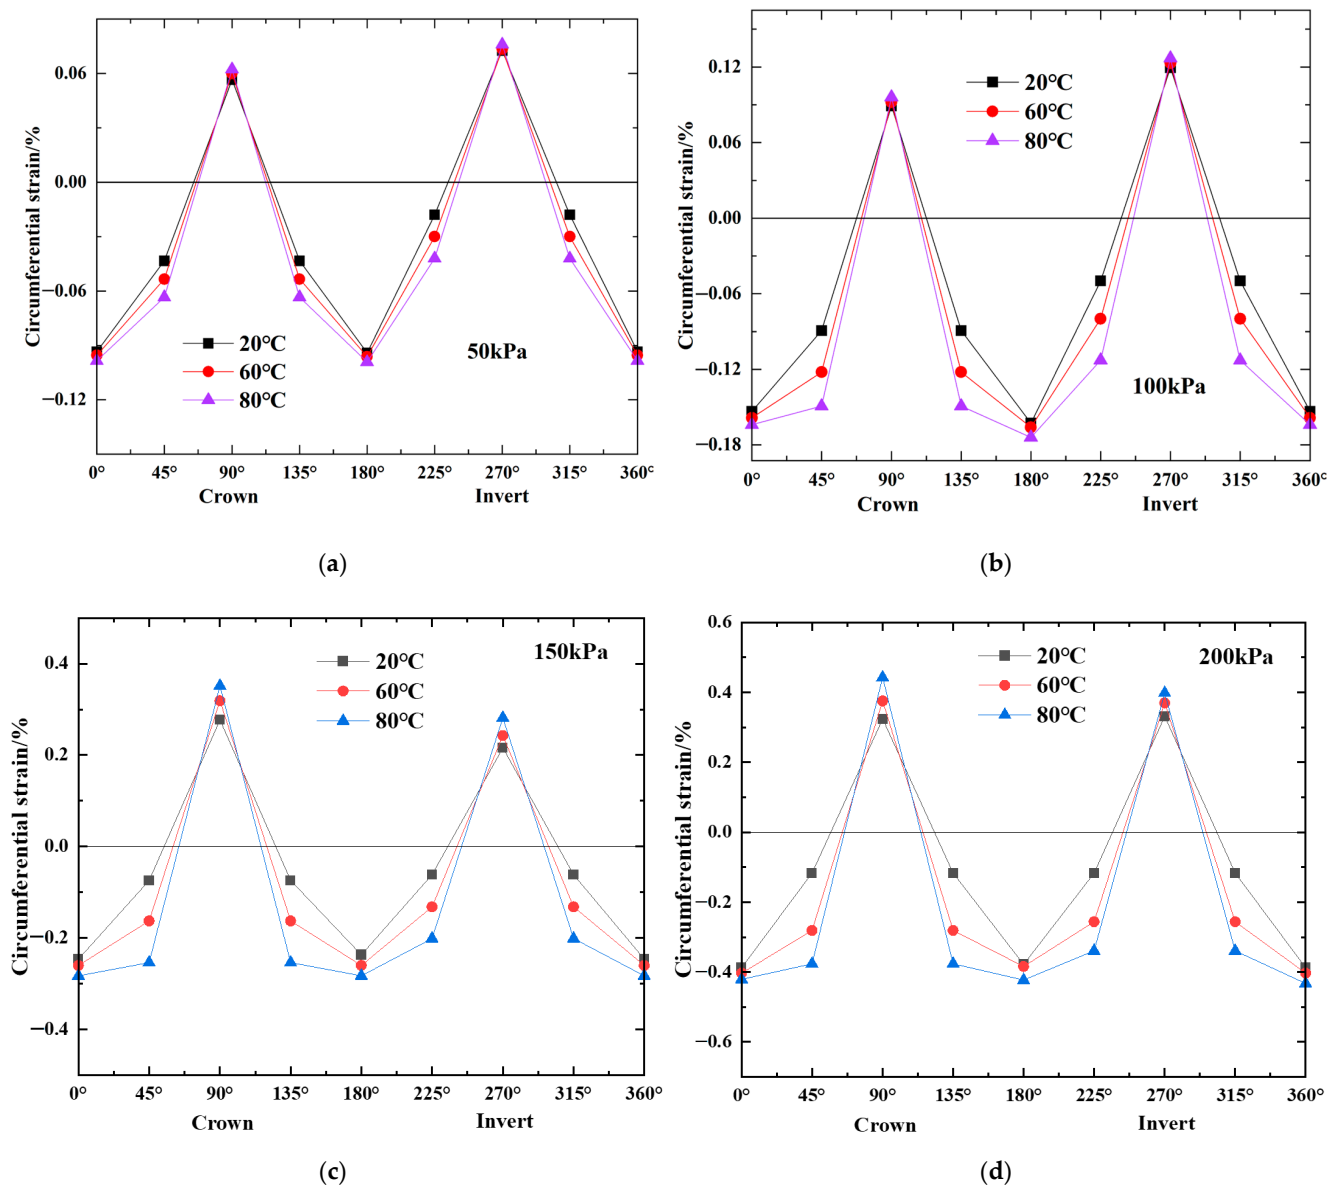 Circumferential strain/%
0.06
0.00
−0.06
−0.12
20℃
60℃
80℃
50kPa
0° 45° 90° 135° 180° 225° 270° 315° 360°
Crown Invert
(a)
Circumferential strain/%
0.12
0.06
0.00
−0.06
−0.12
−0.18
20℃
60℃
80℃
100kPa
0° 45° 90° 135° 180° 225° 270° 315° 360°
Crown Invert
(b)
Circumferential strain/%
0.4
0.2
0.0
−0.2
−0.4
20℃
60℃
80℃
150kPa
0° 45° 90° 135° 180° 225° 270° 315° 360°
Crown Invert
(c)
Circumferential strain/%
0.6
0.4
0.2
0.0
−0.2
−0.4
−0.6
20℃
60℃
80℃
200kPa
0° 45° 90° 135° 180° 225° 270° 315° 360°
Crown Invert
(d)